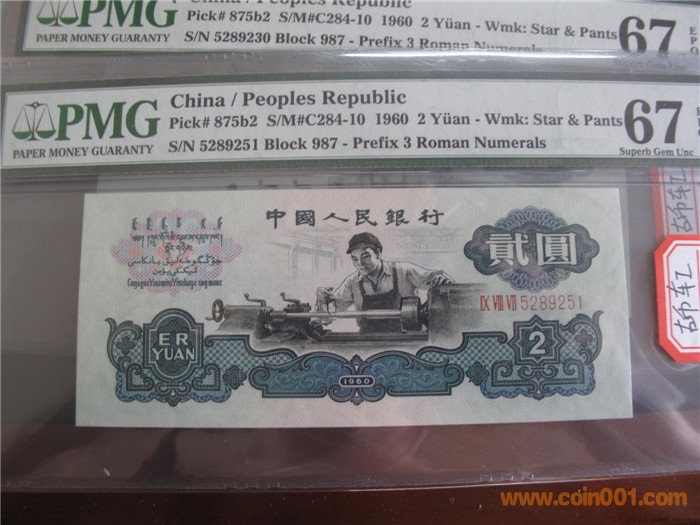 PMG
PAPER MONEY GUARANTY
China / Peoples Republic
Pick# 875b2 S/M#C284-10 1960 2 Yüan - Wmk: Star & Pants
S/N 5289230 Block 987 - Prefix 3 Roman Numerals
67
PMG
PAPER MONEY GUARANTY
China / Peoples Republic
Pick# 875b2 S/M#C284-10 1960 2 Yüan - Wmk: Star & Pants
S/N 5289251 Block 987 - Prefix 3 Roman Numerals
67
Superb Gem Unc
中國人民銀行
貳圓
IX VIII VII 5289251
ER
YUAN
1960
2
www.coin001.com